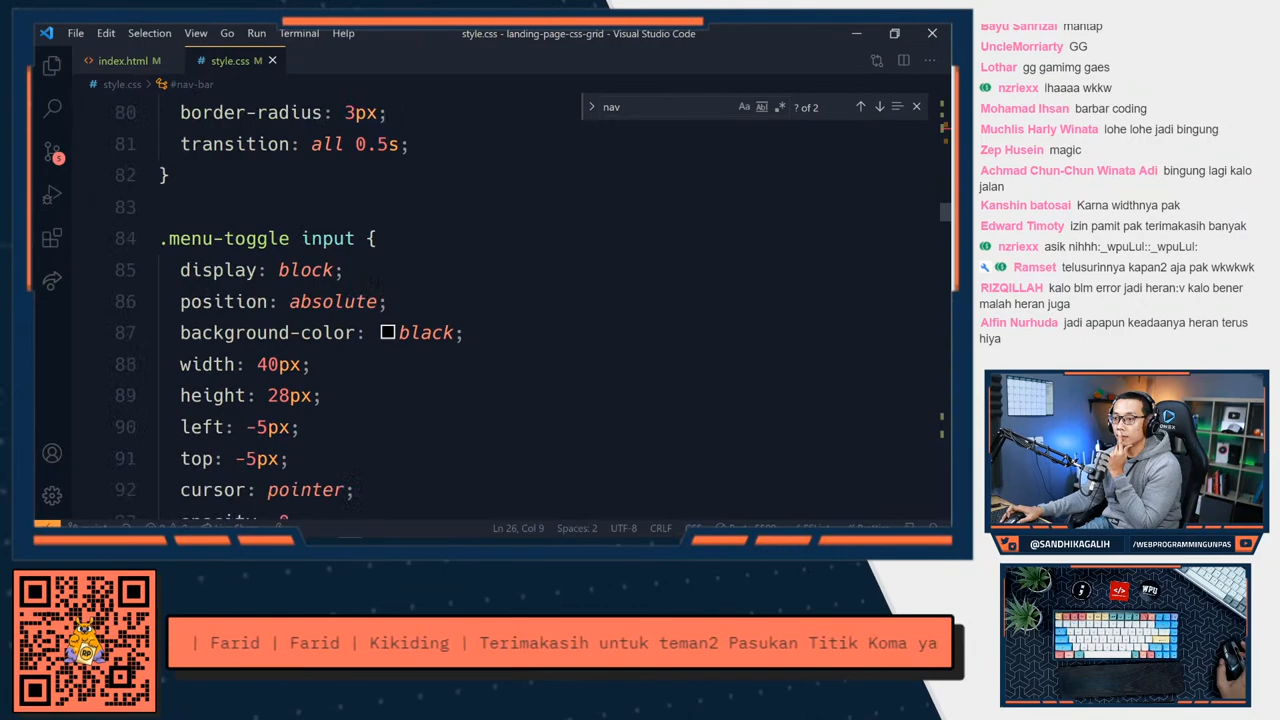 File Edit Selection View Go Run Terminal Help
style.css - landing-page-css-grid - Visual Studio Code
index.html M
# style.css M
# style.css > #nav-bar
nav
Aa
? of 2
80 border-radius: 3px;
81 transition: all 0.5s;
82 }
83
84 .menu-toggle input {
85 display: block;
86 position: absolute;
87 background-color: black;
88 width: 40px;
89 height: 28px;
90 left: -5px;
91 top: -5px;
92 cursor: pointer;
5
Ln 26, Col 9 Spaces: 2 UTF-8 CRLF
Bayu Sahrizal mantap
UncleMorriarty GG
Lothar gg gamimg gaes
nzriexx lhaaaa wkkw
Mohamad Ihsan barbar coding
Muchlis Harly Winata lohe lohe jadi bingung
Zep Husein magic
Achmad Chun-Chun Winata Adi bingung lagi kalo
jalan
Kanshin batosai Karna widthnya pak
Edward Timoty izin pamit pak terimakasih banyak
nzriexx asik nihhh:_wpuLul::_wpuLul:
Ramset telusurinnya kapan2 aja pak wkwkwk
RIZQILLAH kalo blm error jadi heran:v kalo bener
malah heran juga
Alfin Nurhuda jadi apapun keadaanya heran terus
hiya
@SANDHIKAGALIH
/WEBPROGRAMMINGUNPAS
WPU
| Farid | Farid | Kikiding | Terimakasih untuk teman2 Pasukan Titik Koma ya